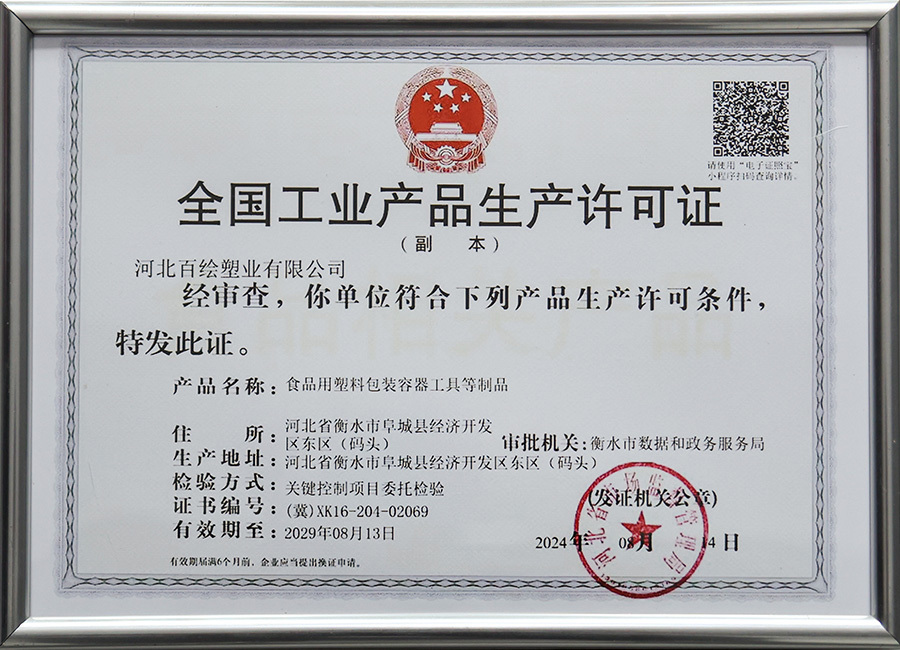 请使用“电子证照宝”
小程序扫码查询详情。
全国工业产品生产许可证
（副 本）
河北百绘塑业有限公司
经审查，你单位符合下列产品生产许可条件，
特发此证。
产品名称：食品用塑料包装容器工具等制品
住 所：河北省衡水市阜城县经济开发
区东区（码头）
审批机关：衡水市数据和政务服务局
生产地址：河北省衡水市阜城县经济开发区东区（码头）
检验方式：关键控制项目委托检验
(发证机关公章)
证书编号：(冀)XK16-204-02069
有效期至：2029年08月13日
2024年 08月 14日
河北省市场监督管理局
有效期届满6个月前，企业应当提出换证申请。